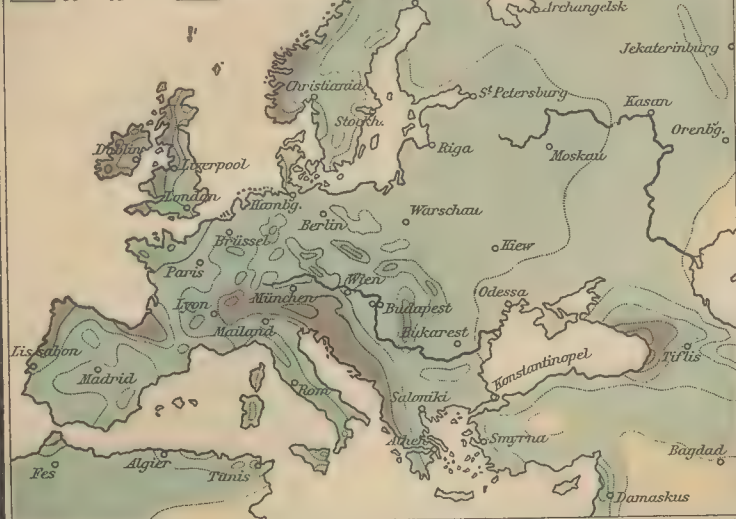 Archangelsk
Jekaterinburg
Christiania
St Petersburg
Kasan
Stockh.
Orenbg.
Dublin
Riga
Moskau
Liverpool
London
Hambg.
Berlin
Warschau
Brüssel
Kiew
Paris
Wien
Odessa
Lyon
München
Budapest
Mailand
Bukarest
Lissabon
Tiflis
Konstantinopel
Madrid
Rom
Saloniki
Athen
Smyrna
Bagdad
Fes
Algier
Tunis
Damaskus